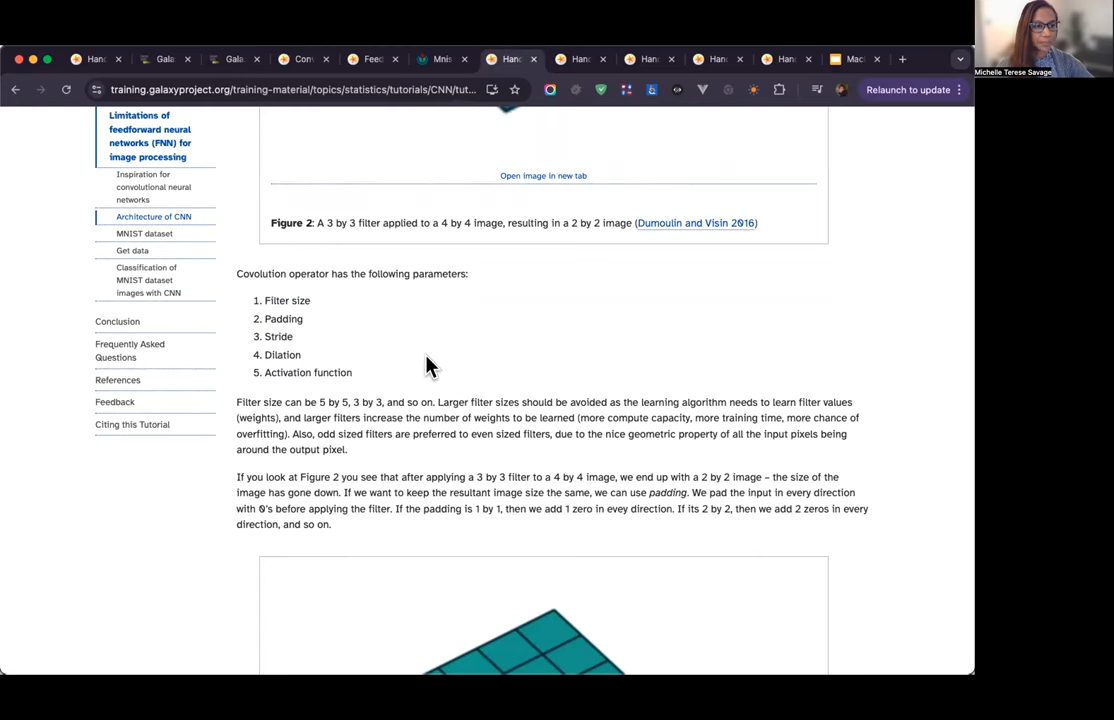 Michelle Terese Savage
Hand
Gala
Gala
Conv
Feed
Mnis
Hand
Hand
Hand
Hand
Hand
Macl
training.galaxyproject.org/training-material/topics/statistics/tutorials/CNN/tut...
Relaunch to update
Limitations of
feedforward neural
networks (FNN) for
image processing
Inspiration for
convolutional neural
networks
Architecture of CNN
MNIST dataset
Get data
Classification of
MNIST dataset
images with CNN
Conclusion
Frequently Asked
Questions
References
Feedback
Citing this Tutorial
Open image in new tab
Figure 2: A 3 by 3 filter applied to a 4 by 4 image, resulting in a 2 by 2 image (Dumoulin and Visin 2016)
Covolution operator has the following parameters:
1. Filter size
2. Padding
3. Stride
4. Dilation
5. Activation function
Filter size can be 5 by 5, 3 by 3, and so on. Larger filter sizes should be avoided as the learning algorithm needs to learn filter values
(weights), and larger filters increase the number of weights to be learned (more compute capacity, more training time, more chance of
overfitting). Also, odd sized filters are preferred to even sized filters, due to the nice geometric property of all the input pixels being
around the output pixel.
If you look at Figure 2 you see that after applying a 3 by 3 filter to a 4 by 4 image, we end up with a 2 by 2 image – the size of the
image has gone down. If we want to keep the resultant image size the same, we can use padding. We pad the input in every direction
with 0's before applying the filter. If the padding is 1 by 1, then we add 1 zero in evey direction. If its 2 by 2, then we add 2 zeros in every
direction, and so on.